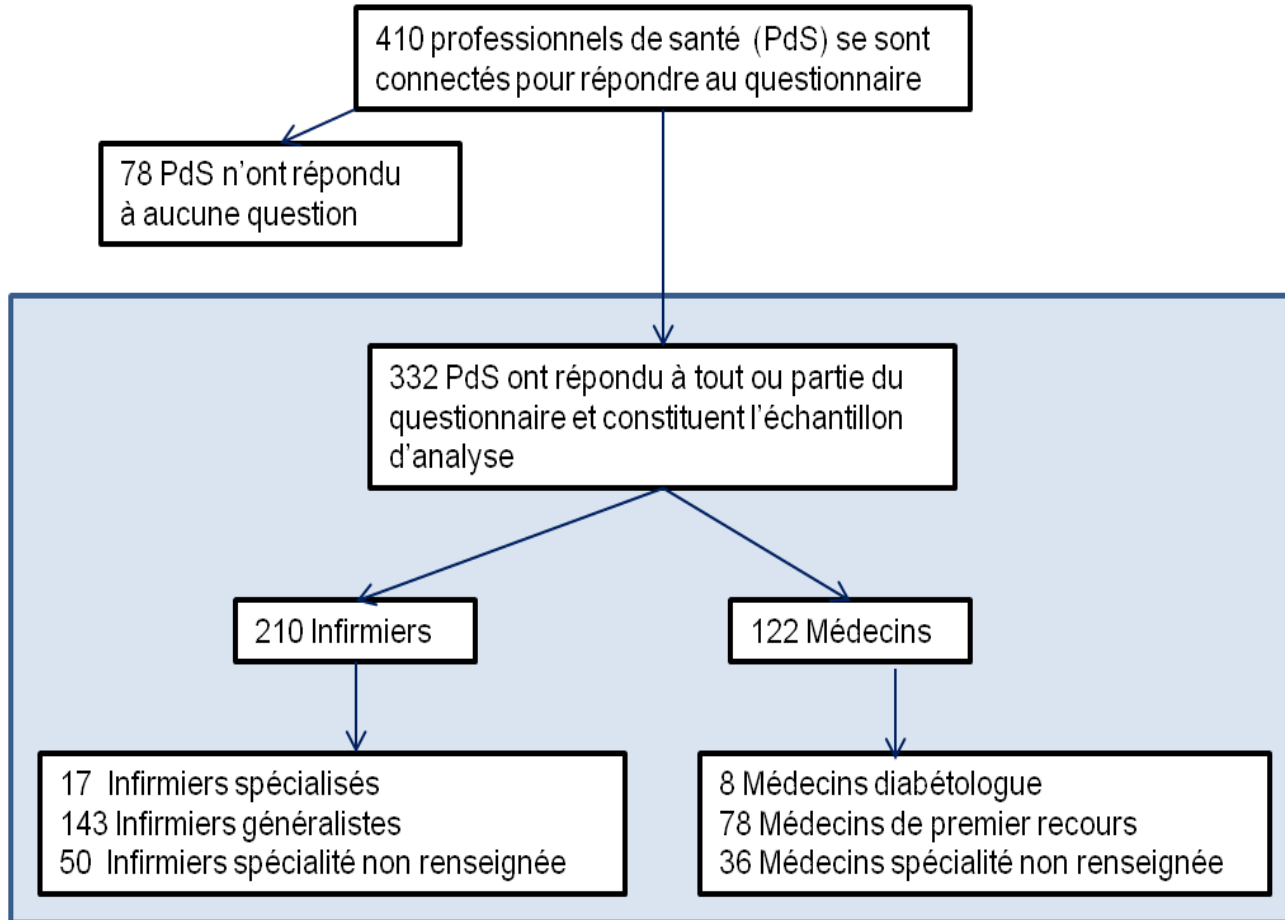 410 professionnels de santé (PdS) se sont
connectés pour répondre au questionnaire
78 PdS n'ont répondu
à aucune question
332 PdS ont répondu à tout ou partie du
questionnaire et constituent l'échantillon
d'analyse
210 Infirmiers
122 Médecins
17 Infirmiers spécialisés
143 Infirmiers généralistes
50 Infirmiers spécialité non renseignée
8 Médecins diabétologue
78 Médecins de premier recours
36 Médecins spécialité non renseignée